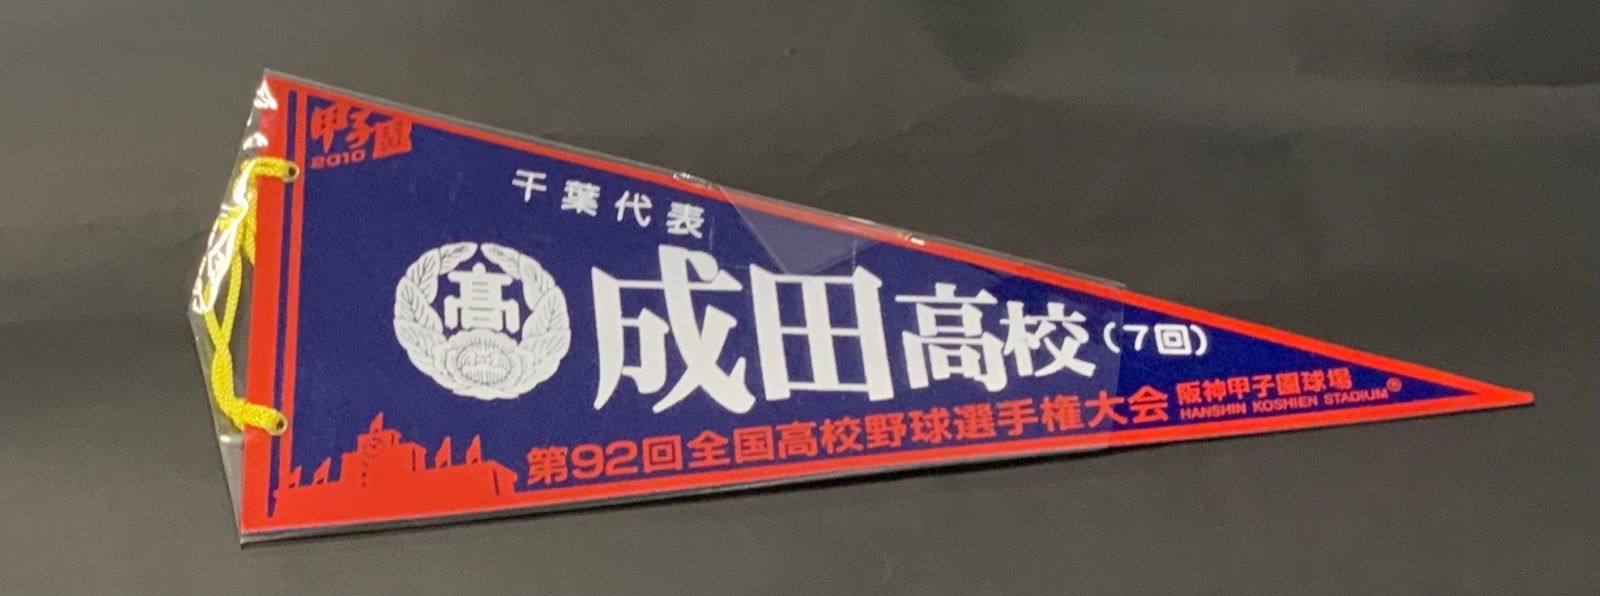 甲子園
2010
千葉代表
高
成田高校(7回)
第92回全国高校野球選手権大会
阪神甲子園球場
HANSHIN KOSHIEN STADIUM®